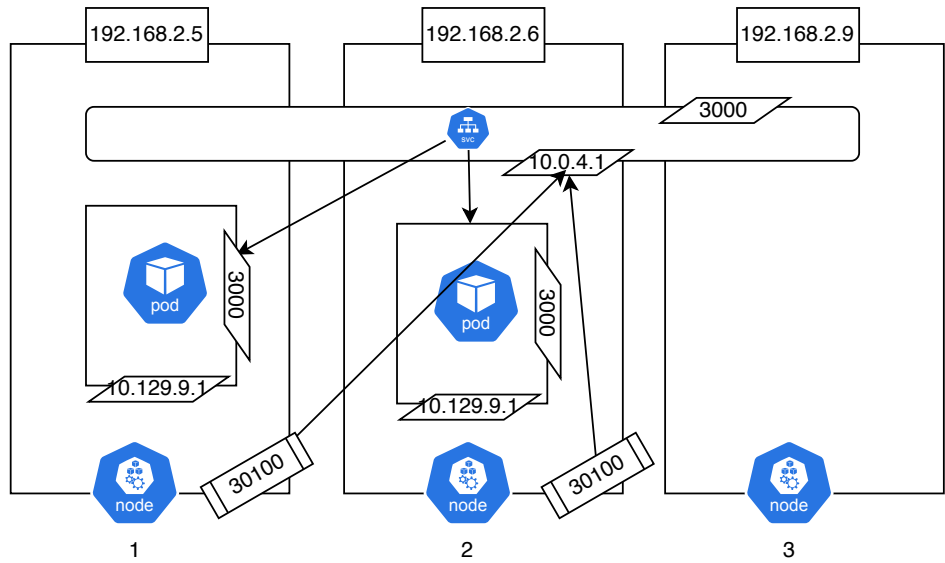 192.168.2.5
192.168.2.6
192.168.2.9
3000
svc
10.0.4.1
pod
3000
10.129.9.1
pod
3000
10.129.9.1
30100
30100
node
node
node
1
2
3